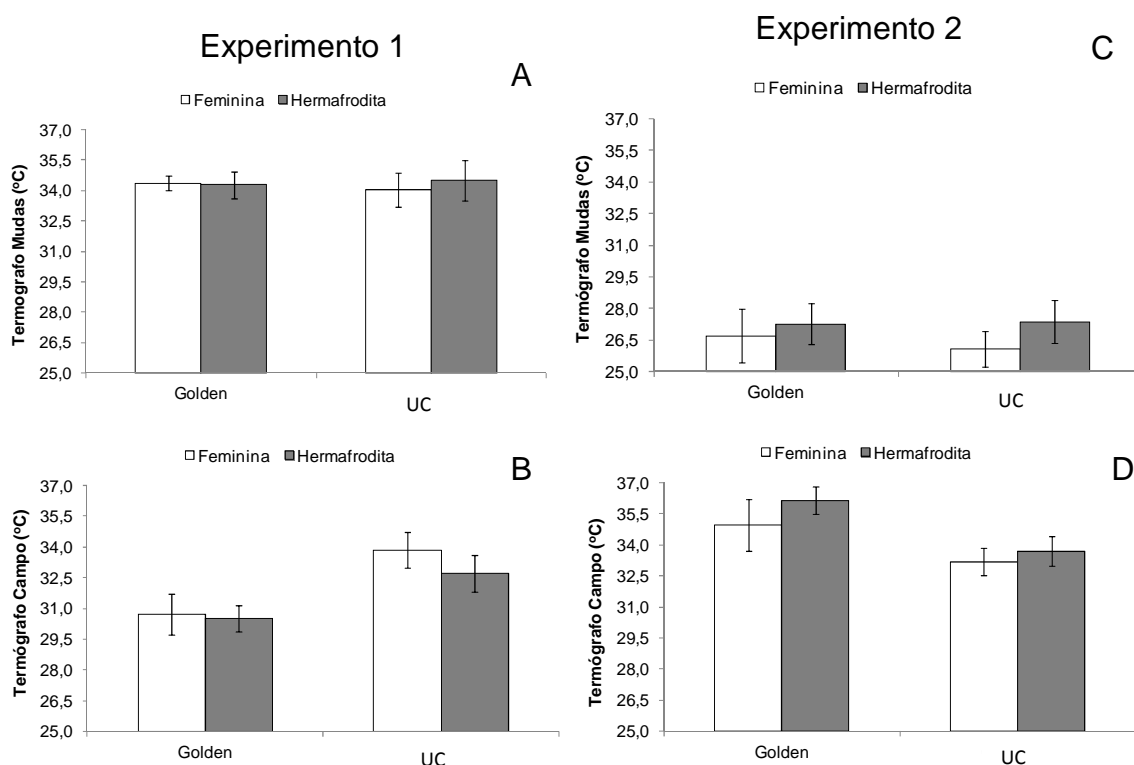 Experimento 1
A
Feminina Hermafrodita
Termografo Mudas (ºC)
37,0
35,5
34,0
32,5
31,0
29,5
28,0
26,5
25,0
Golden UC
Experimento 2
C
Feminina Hermafrodita
Termógrafo Mudas (ºC)
37,0
35,5
34,0
32,5
31,0
29,5
28,0
26,5
25,0
Golden UC
B
Feminina Hermafrodita
Termógrafo Campo (ºC)
37,0
35,5
34,0
32,5
31,0
29,5
28,0
26,5
25,0
Golden UC
D
Feminina Hermafrodita
Termógrafo Campo (ºC)
37,0
35,5
34,0
32,5
31,0
29,5
28,0
26,5
25,0
Golden UC